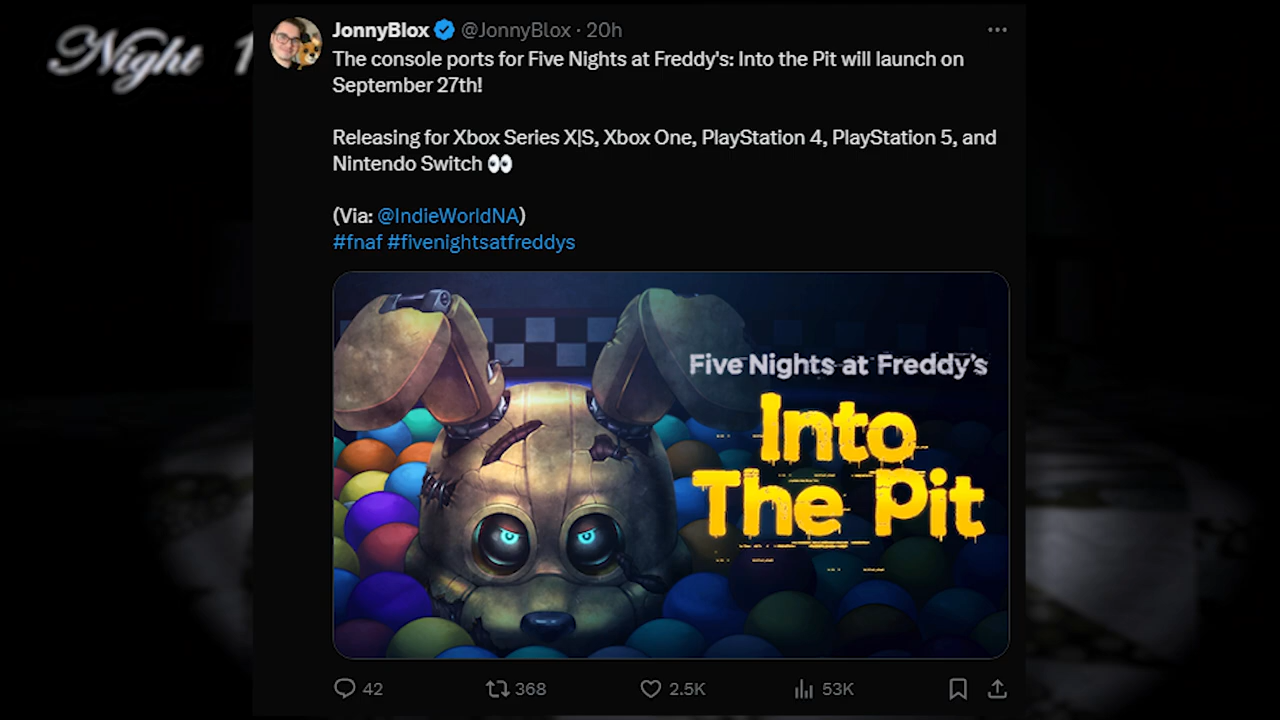 Night 1
JonnyBlox @JonnyBlox · 20h
The console ports for Five Nights at Freddy's: Into the Pit will launch on
September 27th!
Releasing for Xbox Series X|S, Xbox One, PlayStation 4, PlayStation 5, and
Nintendo Switch 👀
(Via: @IndieWorldNA)
#fnaf #fivenightsatfreddys
Five Nights at Freddy's
Into
The Pit
42 368 2.5K 53K